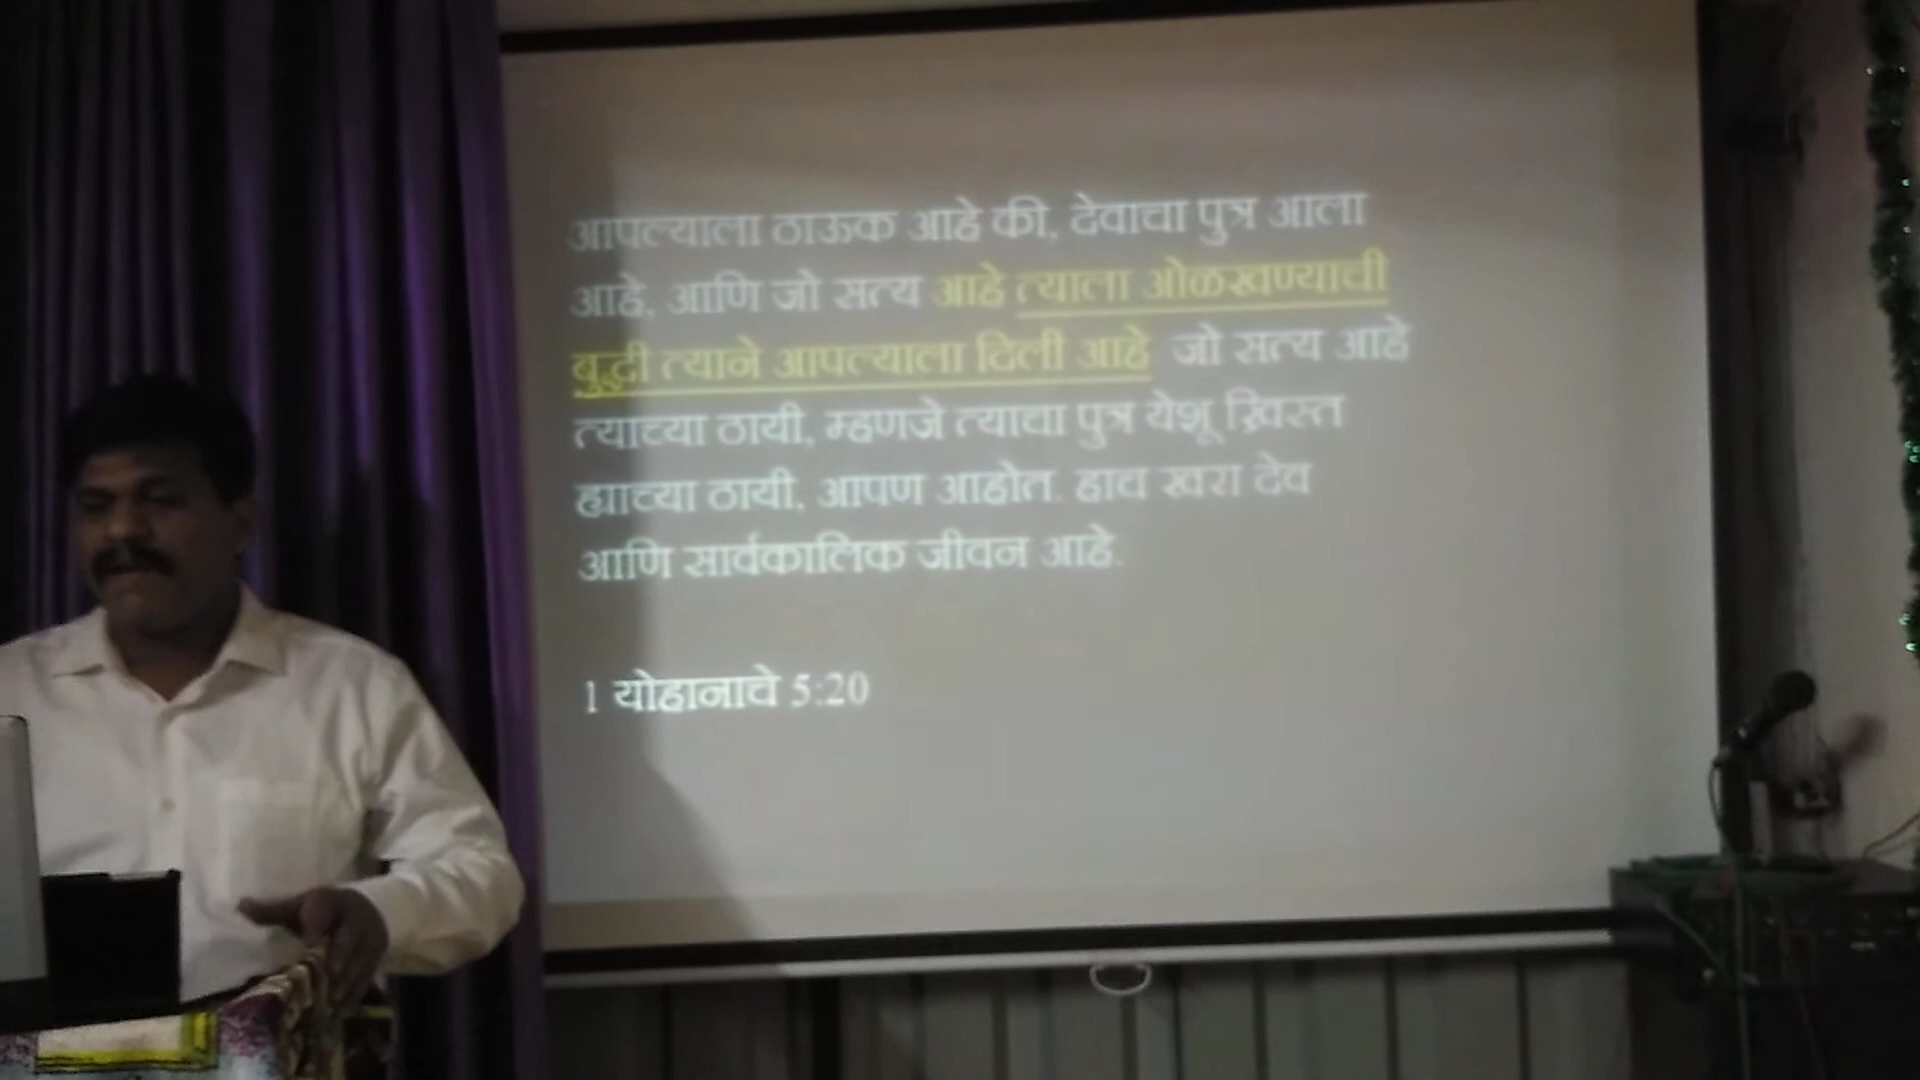 आपल्याला ठाऊक आहे की, देवाचा पुत्र आला
आहे, आणि जो सत्य आहे त्याला ओळखण्याची
बुद्धी त्याने आपल्याला दिली आहे जो सत्य आहे
त्याच्या ठायी, म्हणजे त्याचा पुत्र येशू ख्रिस्त
ह्याच्या ठायी, आपण आहोत. हाच खरा देव
आणि सार्वकालिक जीवन आहे.
1 योहानाचे 5:20